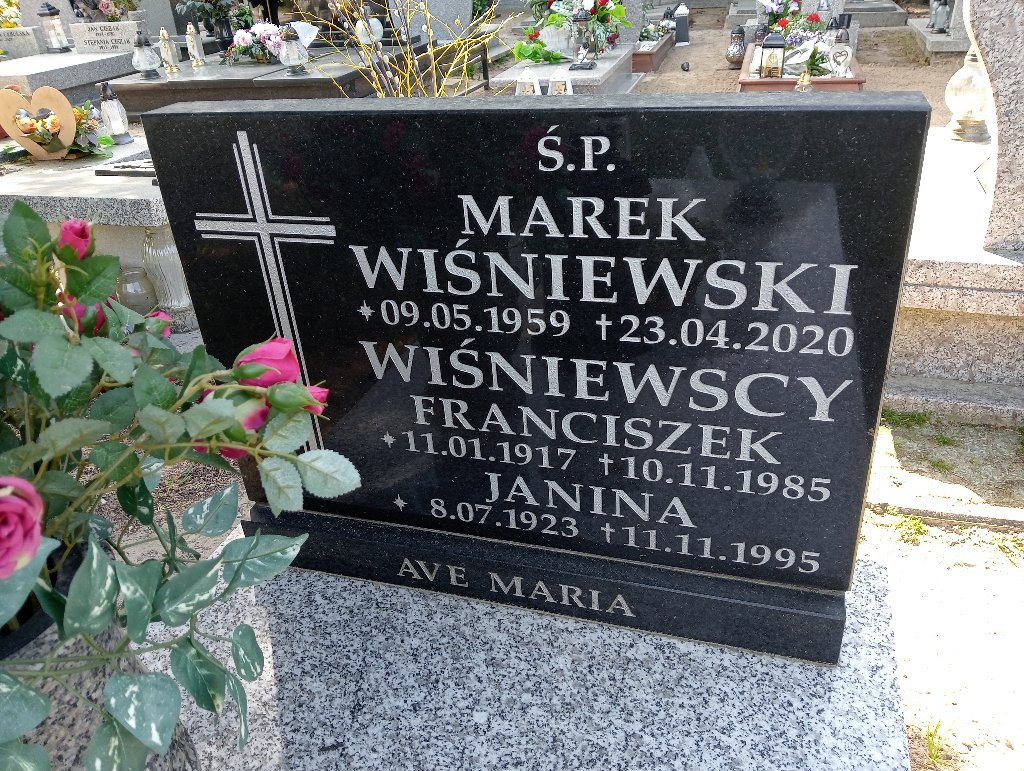 Ś.P.
MAREK
WIŚNIEWSKI
* 09.05.1959 † 23.04.2020
WIŚNIEWSCY
FRANCISZEK
* 11.01.1917 † 10.11.1985
JANINA
* 8.07.1923 † 11.11.1995
AVE MARIA